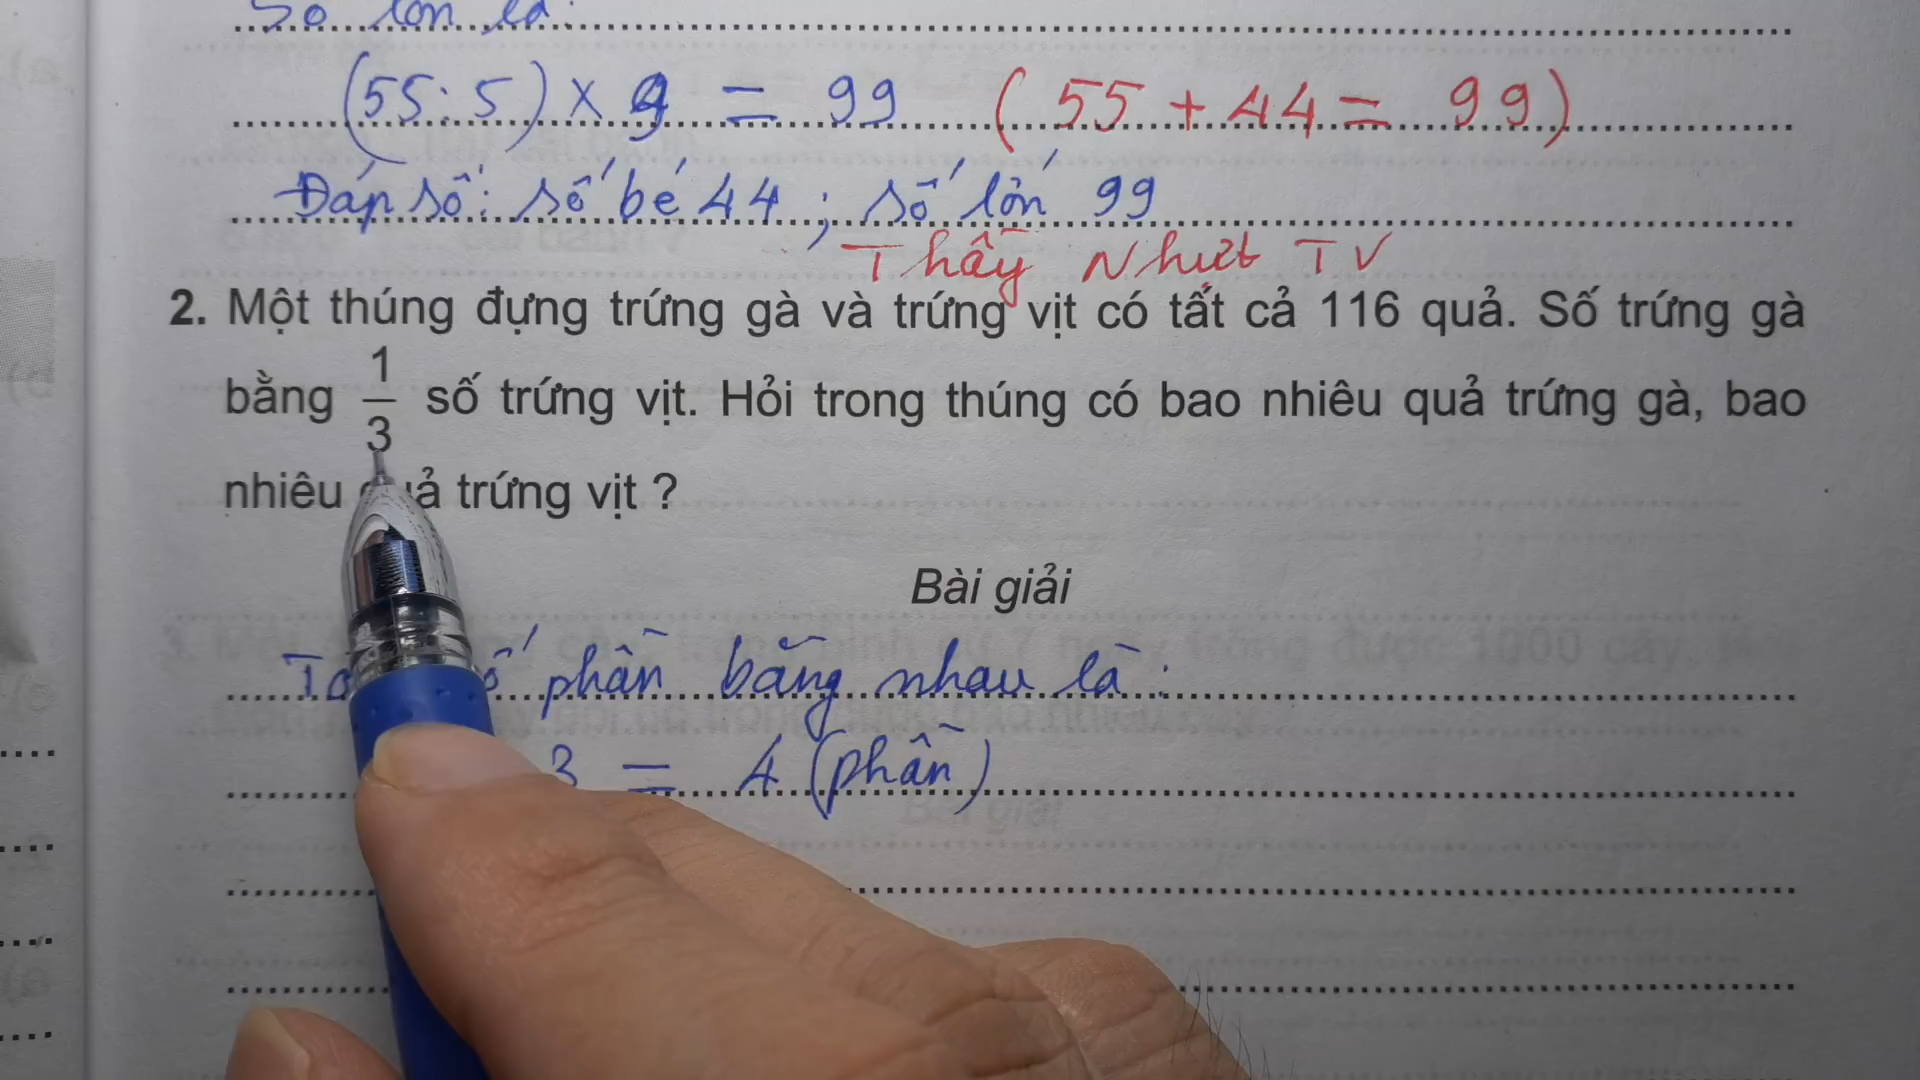 Số lớn là:
(55:5) x 9 = 99 (55 + 44 = 99)
Đáp số: số bé 44; số lớn 99
Thầy Nhựt TV
2. Một thúng đựng trứng gà và trứng vịt có tất cả 116 quả. Số trứng gà
bằng 1/3 số trứng vịt. Hỏi trong thúng có bao nhiêu quả trứng gà, bao
nhiêu quả trứng vịt ?
Bài giải
phần bằng nhau là:
3 = 4 (phần)